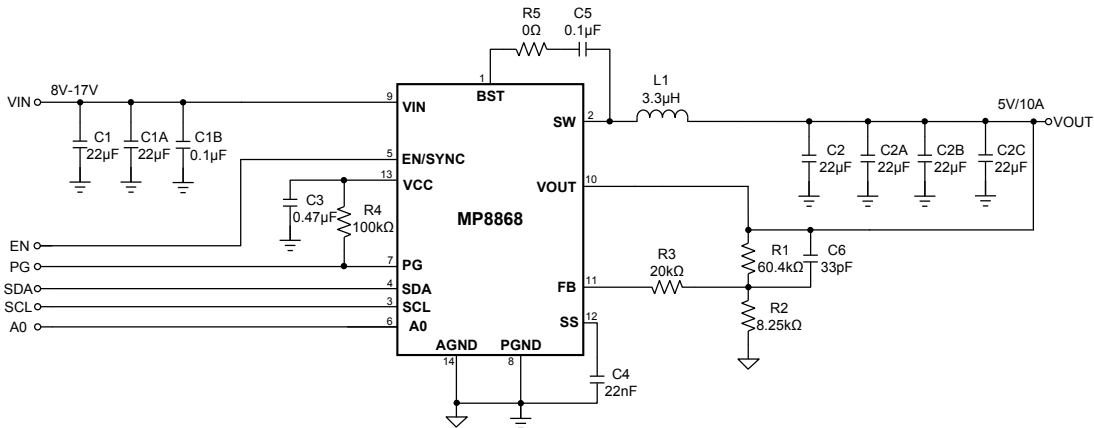 R5
0Ω
C5
0.1µF
1
BST
8V-17V
VIN
9
VIN
L1
3.3µH
5V/10A
VOUT
SW
2
C1
22µF
C1A
22µF
C1B
0.1µF
C2
22µF
C2A
22µF
C2B
22µF
C2C
22µF
5
EN/SYNC
13
VCC
VOUT
10
C3
0.47µF
R4
100kΩ
MP8868
EN
PG
7
PG
R3
20kΩ
R1
60.4kΩ
C6
33pF
SDA
4
SDA
FB
11
SCL
3
SCL
R2
8.25kΩ
A0
6
A0
SS
12
AGND
PGND
14
8
C4
22nF